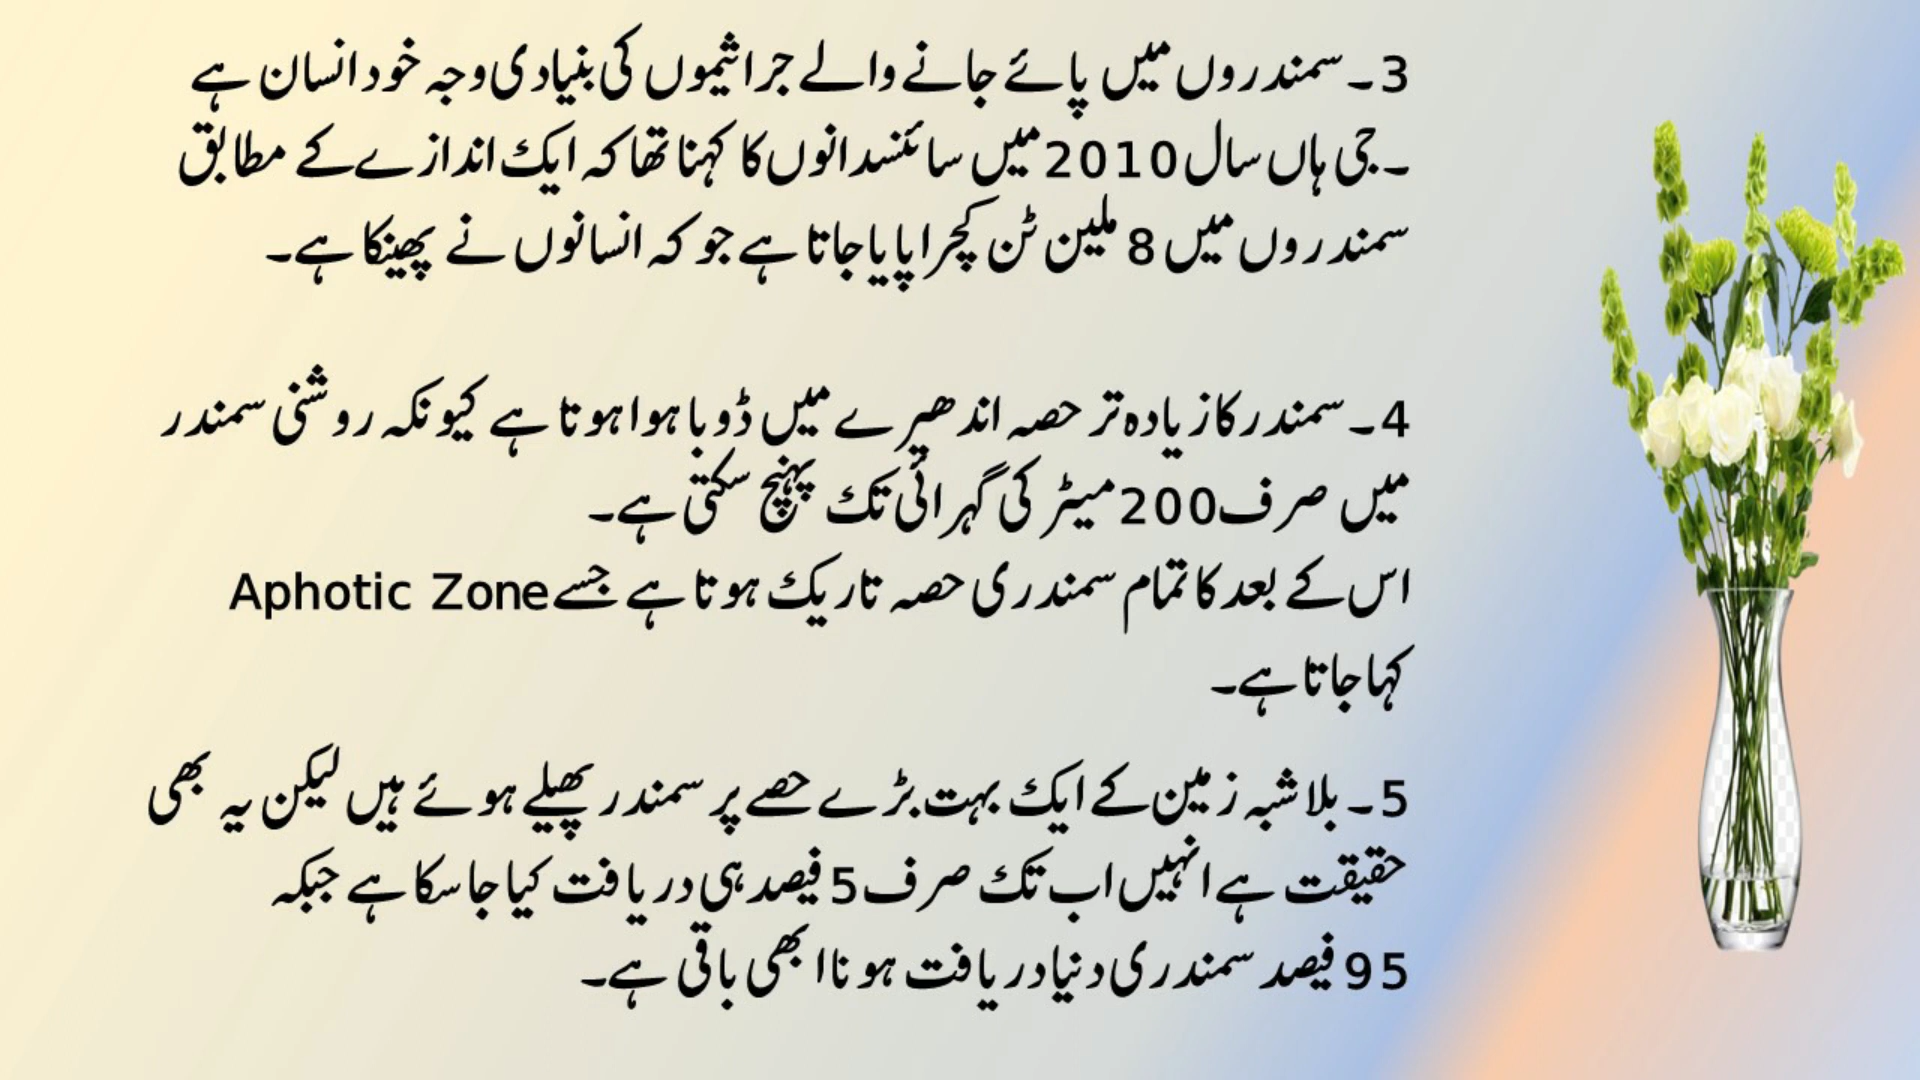 3۔سمندروں میں پائے جانے والے جراثیموں کی بنیادی وجہ خود انسان ہے
۔جی ہاں سال 2010 میں سائنسدانوں کا کہنا تھا کہ ایک اندازے کے مطابق
سمندروں میں 8 ملین ٹن کچرا پایا جاتا ہے جو کہ انسانوں نے پھینکا ہے۔
4۔سمندر کا زیادہ تر حصہ اندھیرے میں ڈوبا ہوا ہوتا ہے کیونکہ روشنی سمندر
میں صرف 200 میٹر کی گہرائی تک پہنچ سکتی ہے۔
اس کے بعد کا تمام سمندری حصہ تاریک ہوتا ہے جسے Aphotic Zone
کہا جاتا ہے۔
5۔بلاشبہ زمین کے ایک بہت بڑے حصے پر سمندر پھیلے ہوئے ہیں لیکن یہ بھی
حقیقت ہے انہیں اب تک صرف 5 فیصد ہی دریافت کیا جاسکا ہے جبکہ
95 فیصد سمندری دنیا دریافت ہونا ابھی باقی ہے۔